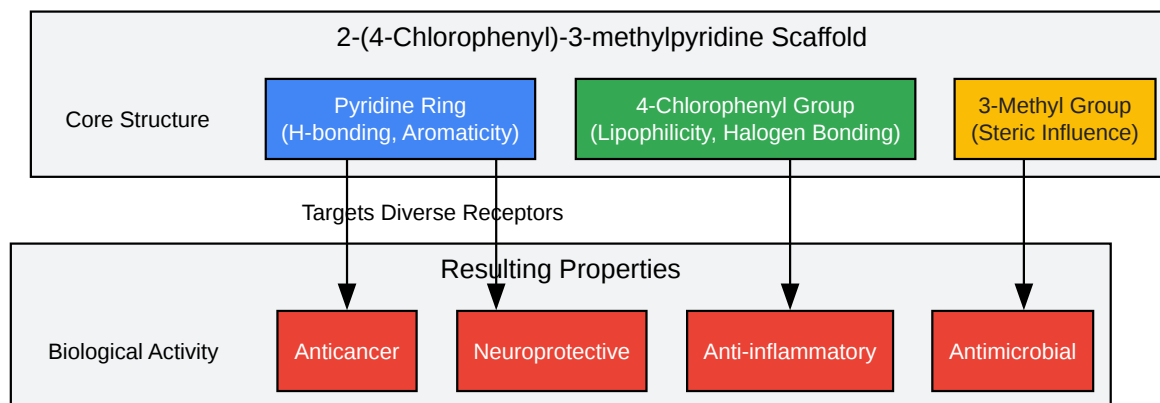 2-(4-Chlorophenyl)-3-methylpyridine Scaffold
Core Structure
Pyridine Ring
(H-bonding, Aromaticity)
4-Chlorophenyl Group
(Lipophilicity, Halogen Bonding)
3-Methyl Group
(Steric Influence)
Targets Diverse Receptors
Resulting Properties
Biological Activity
Anticancer
Neuroprotective
Anti-inflammatory
Antimicrobial